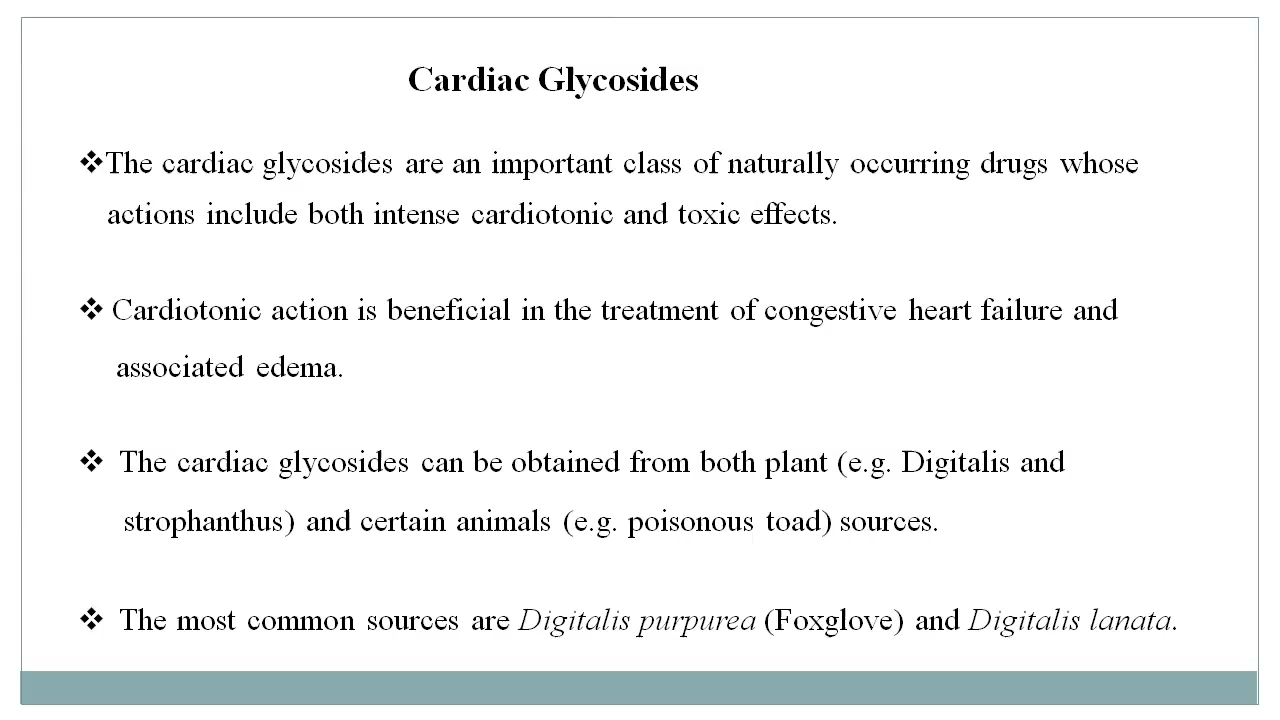 Cardiac Glycosides
❖The cardiac glycosides are an important class of naturally occurring drugs whose
actions include both intense cardiotonic and toxic effects.
❖ Cardiotonic action is beneficial in the treatment of congestive heart failure and
associated edema.
❖ The cardiac glycosides can be obtained from both plant (e.g. Digitalis and
strophanthus) and certain animals (e.g. poisonous toad) sources.
❖ The most common sources are Digitalis purpurea (Foxglove) and Digitalis lanata.